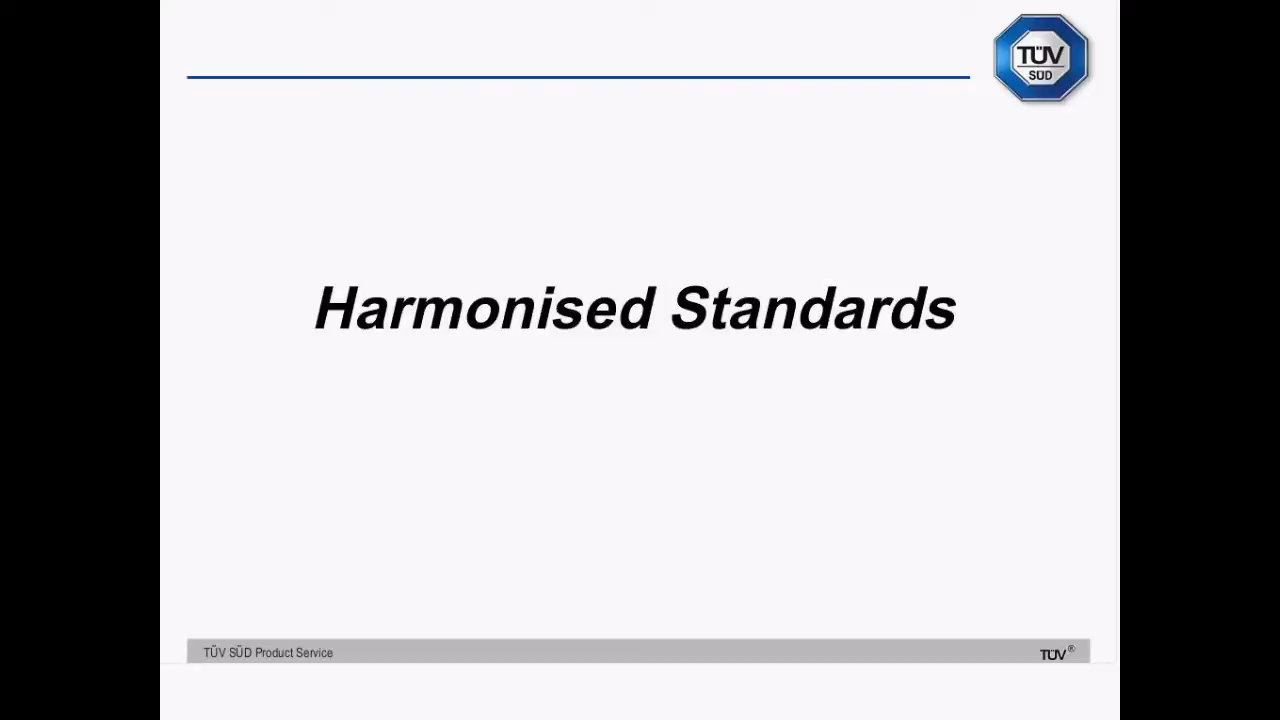 TÜV
SÜD
Harmonised Standards
TÜV SÜD Product Service
TÜV®